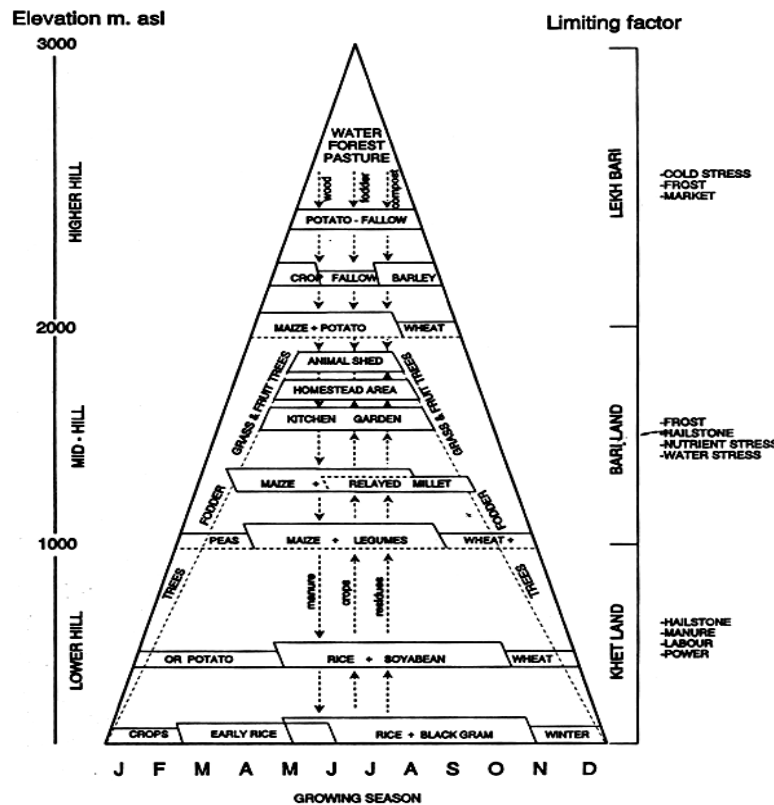 Elevation m. asl
Limiting factor
3000
HIGHER HILL
WATER
FOREST
PASTURE
wood
fodder
compost
LEKH BARI
-COLD STRESS
-FROST
-MARKET
POTATO - FALLOW
CROP FALLOW BARLEY
2000
MAIZE + POTATO WHEAT
MID - HILL
GRASS & FRUIT TREES
ANIMAL SHED
GRASS & FRUIT TREES
HOMESTEAD AREA
KITCHEN GARDEN
BARI LAND
-FROST
-HAILSTONE
-NUTRIENT STRESS
-WATER STRESS
FODDER
MAIZE + RELAYED MILLET
FODDER
1000
PEAS MAIZE + LEGUMES WHEAT +
TREES
manure
crops
residues
TREES
LOWER HILL
KHET LAND
-HAILSTONE
-MANURE
-LABOUR
-POWER
OR POTATO RICE + SOYABEAN WHEAT
CROPS EARLY RICE RICE + BLACK GRAM WINTER
J F M A M J J A S O N D
GROWING SEASON